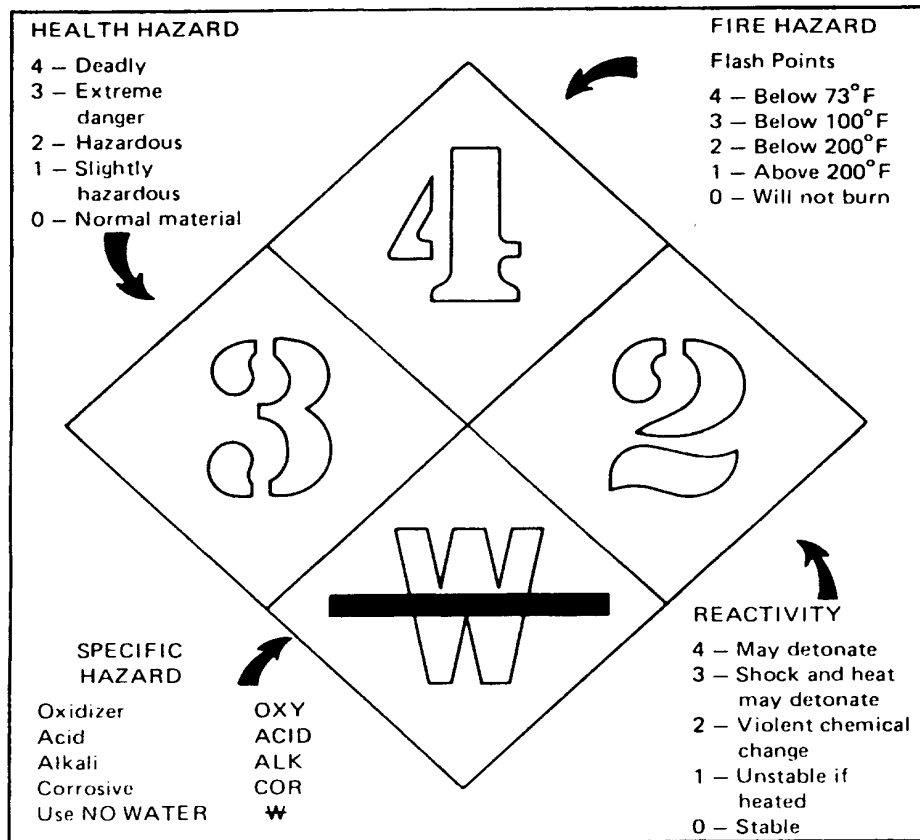 HEALTH HAZARD
4 – Deadly
3 – Extreme
danger
2 – Hazardous
1 – Slightly
hazardous
0 – Normal material
FIRE HAZARD
Flash Points
4 – Below 73°F
3 – Below 100°F
2 – Below 200°F
1 – Above 200°F
0 – Will not burn
4
3
2
W
SPECIFIC
HAZARD
Oxidizer OXY
Acid ACID
Alkali ALK
Corrosive COR
Use NO WATER W
REACTIVITY
4 – May detonate
3 – Shock and heat
may detonate
2 – Violent chemical
change
1 – Unstable if
heated
0 – Stable